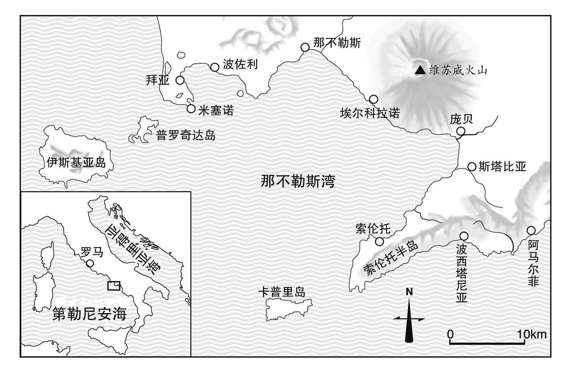 那不勒斯
波佐利
维苏威火山
拜亚
米塞诺
埃尔科拉诺
庞贝
普罗奇达岛
伊斯基亚岛
斯塔比亚
那不勒斯湾
索伦托
索伦托半岛
波西塔尼亚
阿马尔菲
亚得里亚海
罗马
第勒尼安海
卡普里岛
N
0 10km